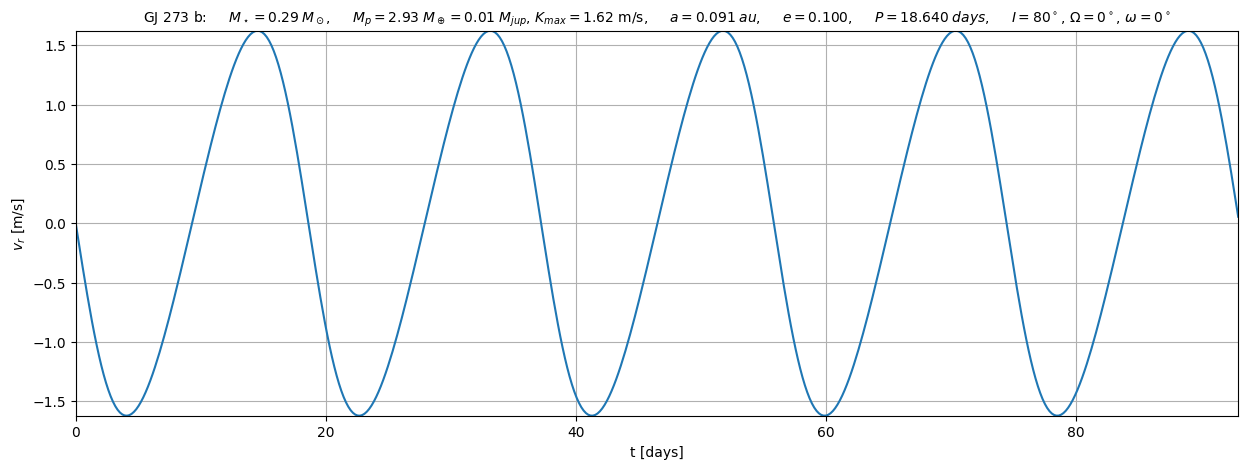 GJ 273 b: M⋆ = 0.29 M⊙, Mp = 2.93 M⊕ = 0.01 Mjup, Kmax = 1.62 m/s, a = 0.091 au, e = 0.100, P = 18.640 days, I = 80°, Ω = 0°, ω = 0°
1.5
1.0
0.5
0.0
−0.5
−1.0
−1.5
vr [m/s]
0 20 40 60 80
t [days]